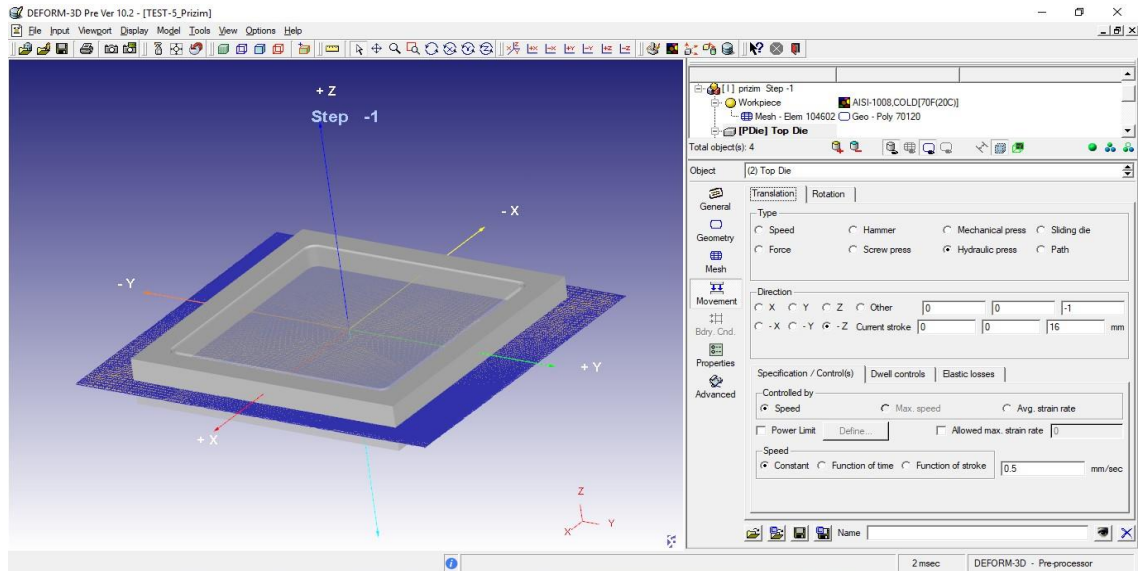 DEFORM-3D Pre Ver 10.2 - [TEST-5_Prizim]
File Input Viewport Display Model Tools View Options Help
+ Z
Step -1
- X
- Y
+ Y
+ X
Z
X Y
[1] prizim Step -1
Workpiece AISI-1008,COLD[70F(20C)]
Mesh - Elem 104602 Geo - Poly 70120
[PDie] Top Die
Total object(s): 4
Object (2) Top Die
General
Geometry
Mesh
Movement
Bdry. Cnd.
Properties
Advanced
Translation Rotation
Type
Speed Hammer Mechanical press Sliding die
Force Screw press Hydraulic press Path
Direction
X Y Z Other 0 0 -1
- X - Y - Z Current stroke 0 0 16 mm
Specification / Control(s) Dwell controls Elastic losses
Controlled by
Speed Max. speed Avg. strain rate
Power Limit Define... Allowed max. strain rate 0
Speed
Constant Function of time Function of stroke 0.5 mm/sec
Name
2 msec DEFORM-3D - Pre-processor